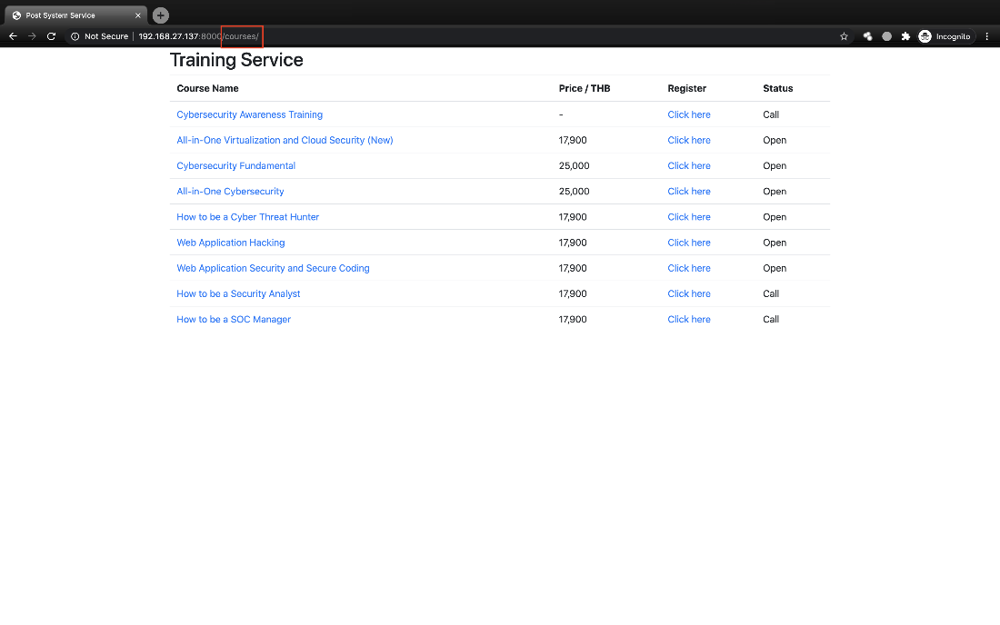 Post System Service
Not Secure | 192.168.27.137:8000/courses/
Incognito
Training Service
Course Name Price / THB Register Status
Cybersecurity Awareness Training - Click here Call
All-in-One Virtualization and Cloud Security (New) 17,900 Click here Open
Cybersecurity Fundamental 25,000 Click here Open
All-in-One Cybersecurity 25,000 Click here Open
How to be a Cyber Threat Hunter 17,900 Click here Open
Web Application Hacking 17,900 Click here Open
Web Application Security and Secure Coding 17,900 Click here Open
How to be a Security Analyst 17,900 Click here Call
How to be a SOC Manager 17,900 Click here Call